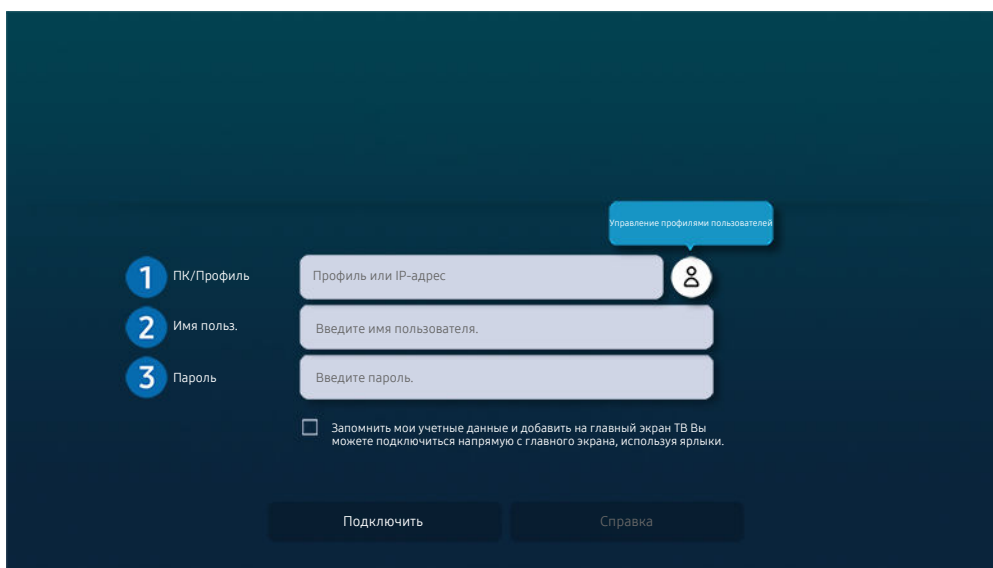 Управление профилями пользователей
1 ПК/Профиль Профиль или IP-адрес
2 Имя польз. Введите имя пользователя.
3 Пароль Введите пароль.
Запомнить мои учетные данные и добавить на главный экран ТВ Вы
можете подключиться напрямую с главного экрана, используя ярлыки.
Подключить Справка